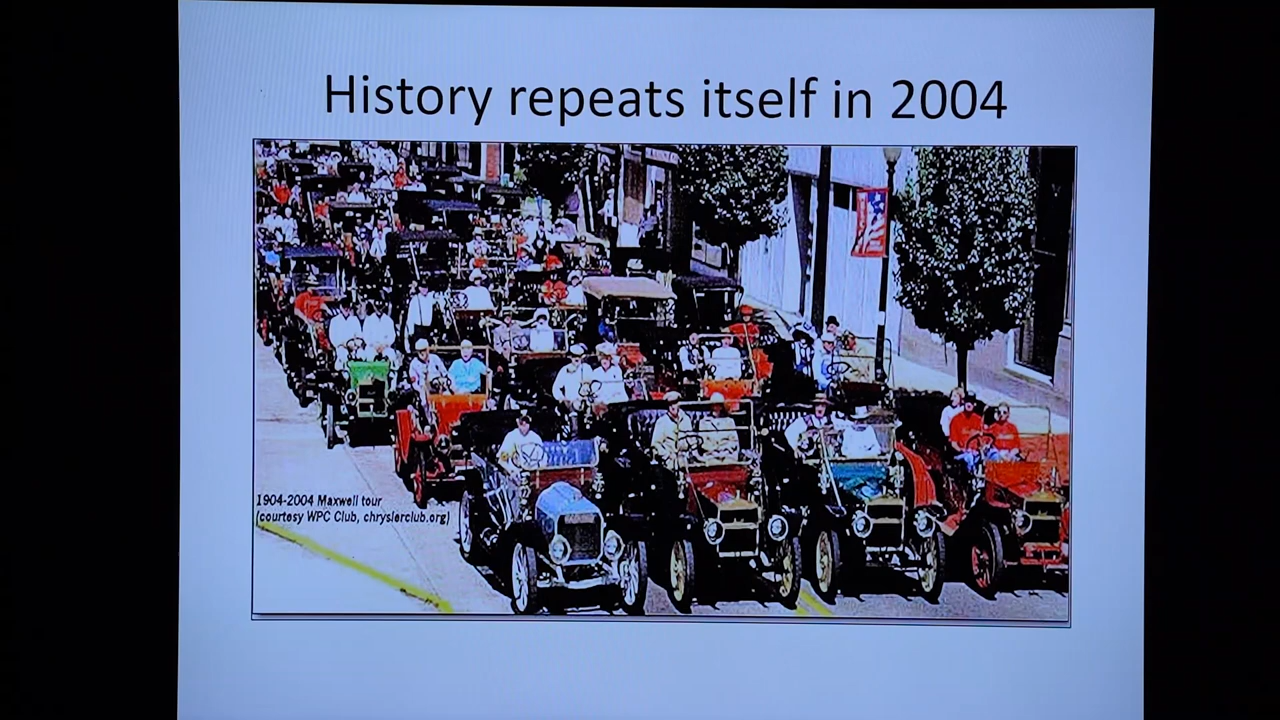 History repeats itself in 2004
1904-2004 Maxwell tour
(courtesy WPC Club, chryslerclub.org)